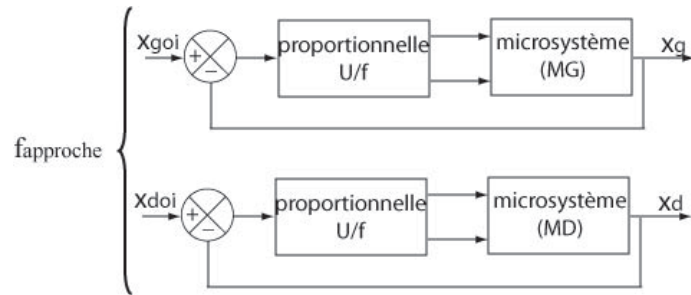 xgoi
+
−
proportionnelle
U/f
microsystème
(MG)
xg
fapproche
xdoi
+
−
proportionnelle
U/f
microsystème
(MD)
xd